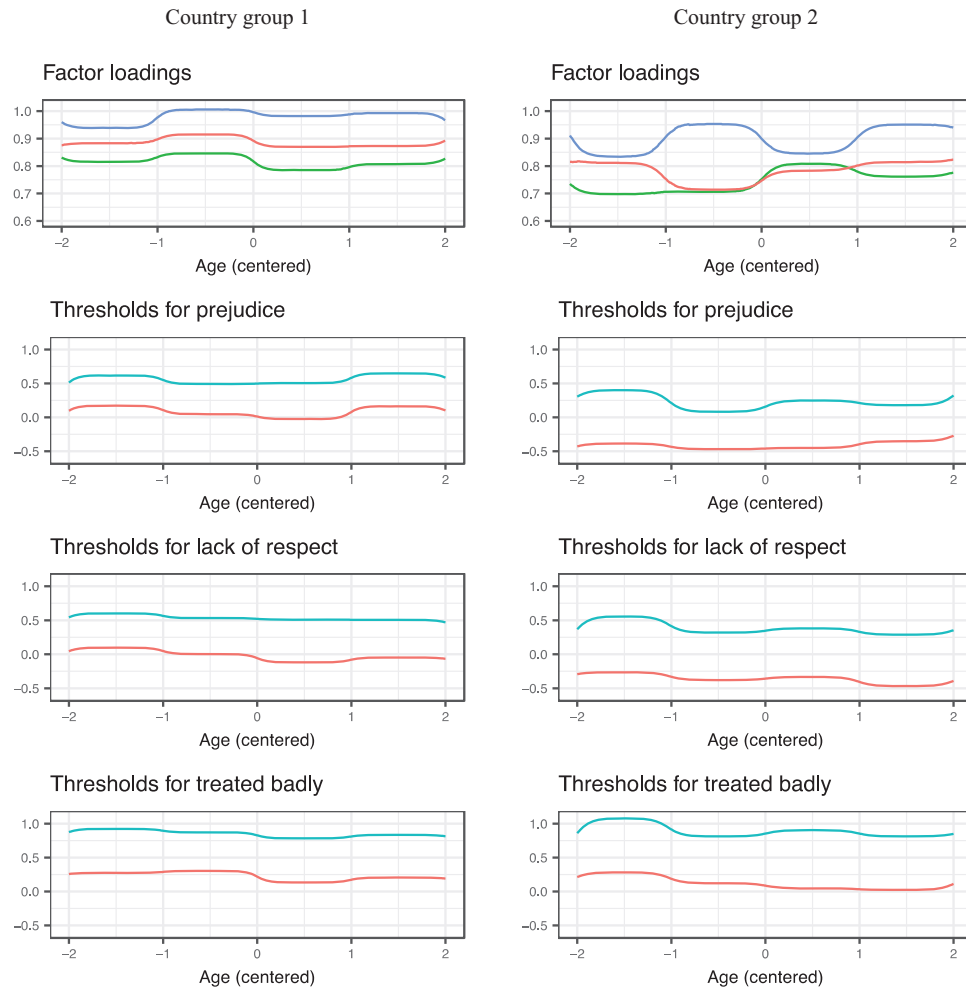 Country group 1
Country group 2
Factor loadings
Factor loadings
1.0
0.9
0.8
0.7
0.6
−2 −1 0 1 2
Age (centered)
1.0
0.9
0.8
0.7
0.6
−2 −1 0 1 2
Age (centered)
Thresholds for prejudice
Thresholds for prejudice
1.0
0.5
0.0
−0.5
−2 −1 0 1 2
Age (centered)
1.0
0.5
0.0
−0.5
−2 −1 0 1 2
Age (centered)
Thresholds for lack of respect
Thresholds for lack of respect
1.0
0.5
0.0
−0.5
−2 −1 0 1 2
Age (centered)
1.0
0.5
0.0
−0.5
−2 −1 0 1 2
Age (centered)
Thresholds for treated badly
Thresholds for treated badly
1.0
0.5
0.0
−0.5
−2 −1 0 1 2
Age (centered)
1.0
0.5
0.0
−0.5
−2 −1 0 1 2
Age (centered)